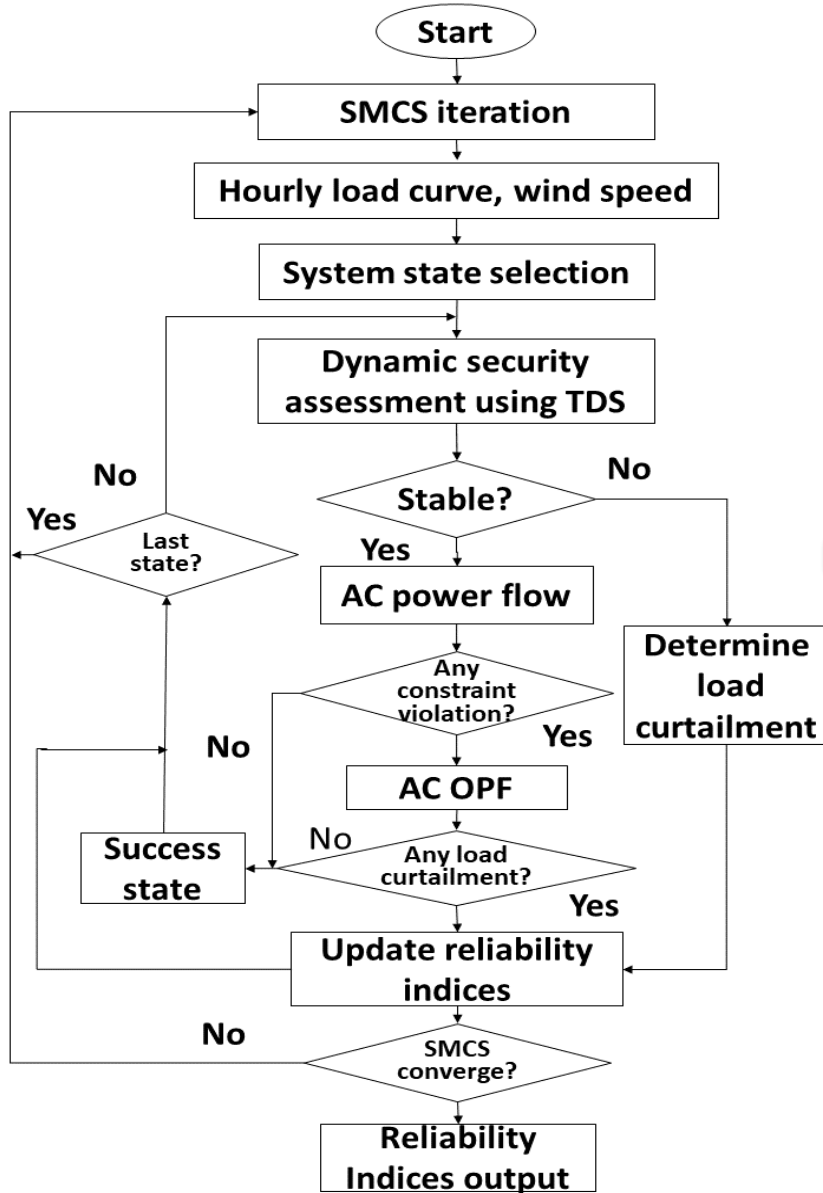 Start
SMCS iteration
Hourly load curve, wind speed
System state selection
Dynamic security
assessment using TDS
No
No
Stable?
Yes
Last
state?
Yes
AC power flow
Determine
load
curtailment
Any
constraint
violation?
No
Yes
AC OPF
No
Success
state
Any load
curtailment?
Yes
Update reliability
indices
No
SMCS
converge?
Reliability
Indices output